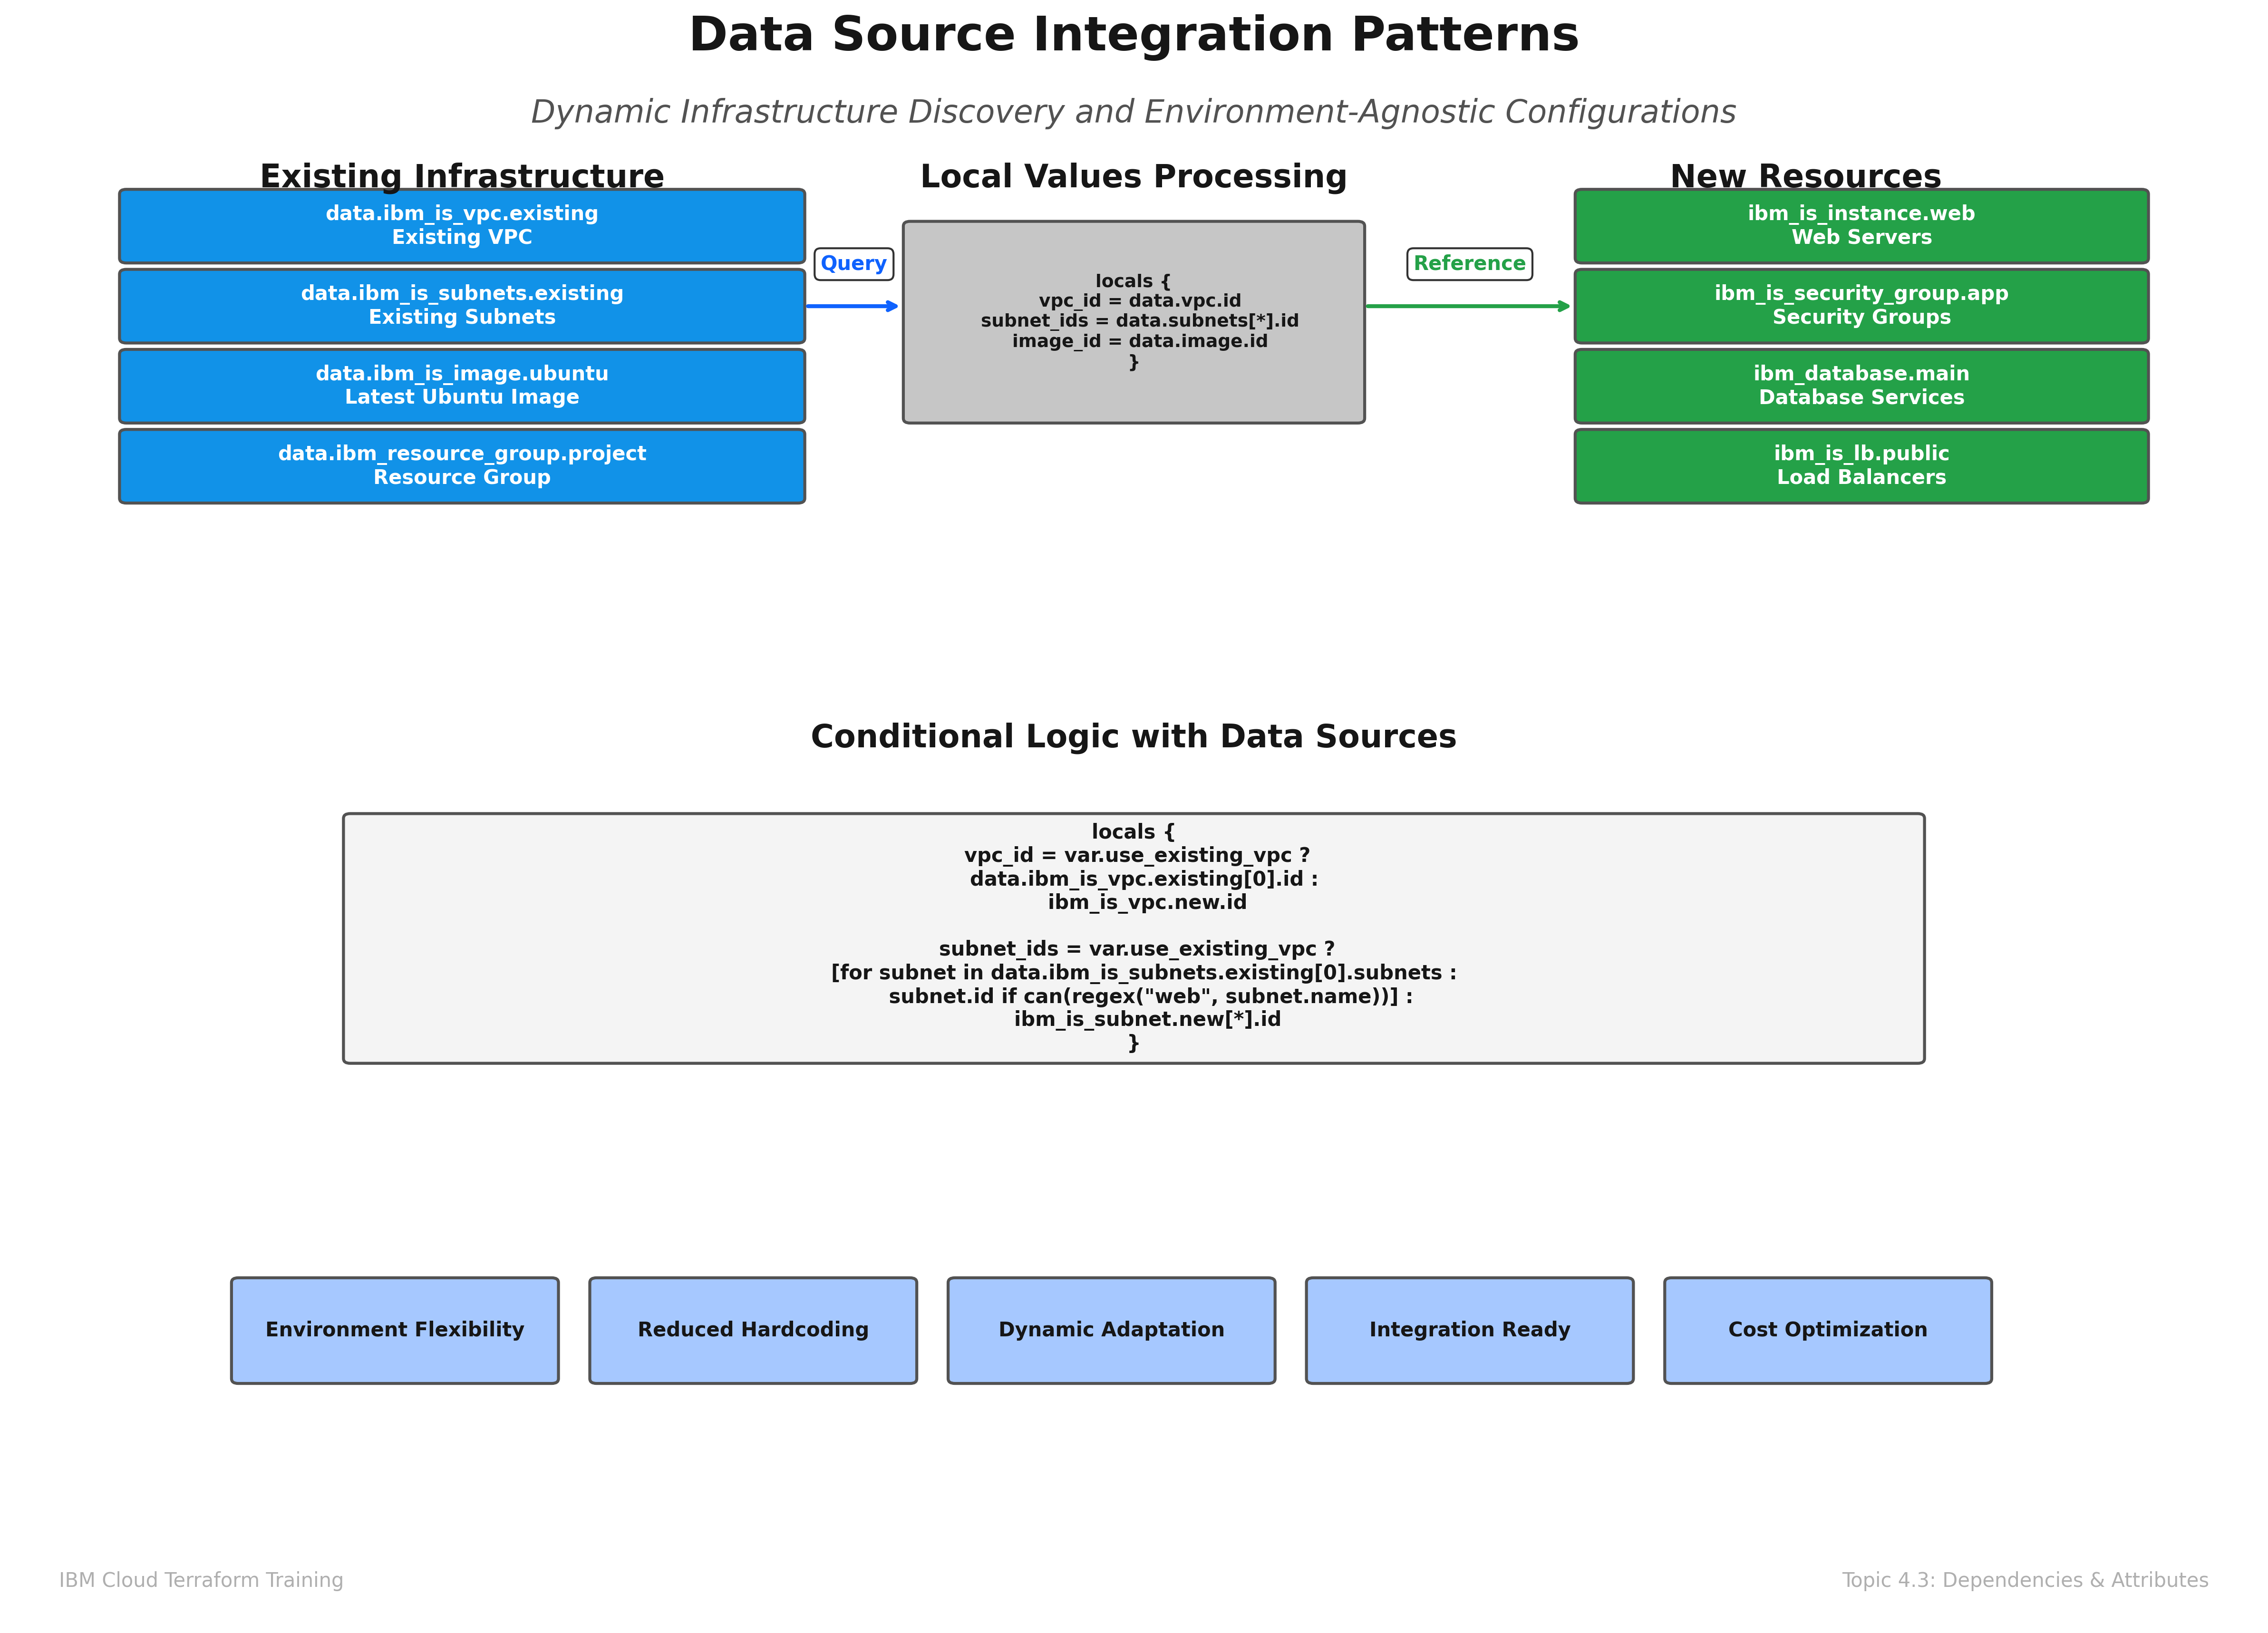 Data Source Integration Patterns
Dynamic Infrastructure Discovery and Environment-Agnostic Configurations
Existing Infrastructure
data.ibm_is_vpc.existing
Existing VPC
data.ibm_is_subnets.existing
Existing Subnets
data.ibm_is_image.ubuntu
Latest Ubuntu Image
data.ibm_resource_group.project
Resource Group
Query
Local Values Processing
locals {
vpc_id = data.vpc.id
subnet_ids = data.subnets[*].id
image_id = data.image.id
}
Reference
New Resources
ibm_is_instance.web
Web Servers
ibm_is_security_group.app
Security Groups
ibm_database.main
Database Services
ibm_is_lb.public
Load Balancers
Conditional Logic with Data Sources
locals {
vpc_id = var.use_existing_vpc ?
data.ibm_is_vpc.existing[0].id :
ibm_is_vpc.new.id
subnet_ids = var.use_existing_vpc ?
[for subnet in data.ibm_is_subnets.existing[0].subnets :
subnet.id if can(regex("web", subnet.name))] :
ibm_is_subnet.new[*].id
}
Environment Flexibility
Reduced Hardcoding
Dynamic Adaptation
Integration Ready
Cost Optimization
IBM Cloud Terraform Training
Topic 4.3: Dependencies & Attributes